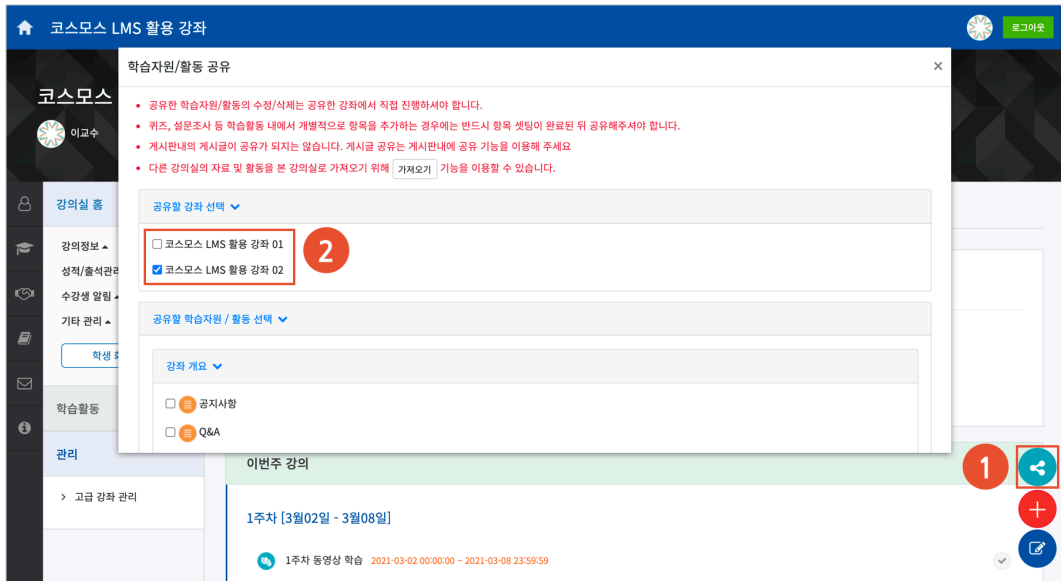 코스모스 LMS 활용 강좌
로그아웃
학습자원/활동 공유
×
코스모스
이교수
• 공유한 학습자원/활동의 수정/삭제는 공유한 강좌에서 직접 진행하셔야 합니다.
• 퀴즈, 설문조사 등 학습활동 내에서 개별적으로 항목을 추가하는 경우에는 반드시 항목 셋팅이 완료된 뒤 공유해주셔야 합니다.
• 게시판내의 게시글이 공유가 되지는 않습니다. 게시글 공유는 게시판내에 공유 기능을 이용해 주세요
• 다른 강의실의 자료 및 활동을 본 강의실로 가져오기 위해 가져오기 기능을 이용할 수 있습니다.
강의실 홈
강의정보
성적/출석관리
수강생 알림
기타 관리
학생
학습활동
관리
> 고급 강좌 관리
공유할 강좌 선택
코스모스 LMS 활용 강좌 01
코스모스 LMS 활용 강좌 02
2
공유할 학습자원 / 활동 선택
강좌 개요
공지사항
Q&A
이번주 강의
1
1주차 [3월02일 - 3월08일]
1주차 동영상 학습 2021-03-02 00:00:00 ~ 2021-03-08 23:59:59